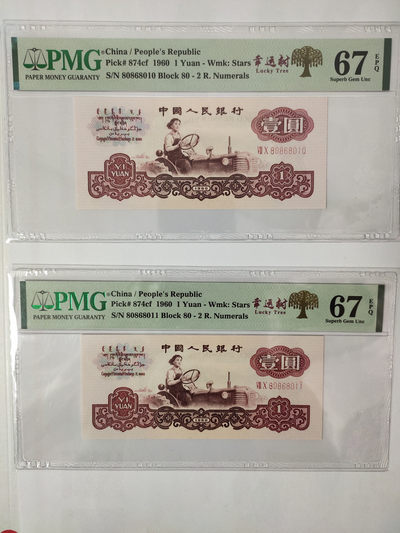 PMG
PAPER MONEY GUARANTY
China / People's Republic
Pick# 874cf 1960 1 Yuan - Wmk: Stars
S/N 80868010 Block 80 - 2 R. Numerals
幸运树
Lucky Tree
67
EPQ
Superb Gem Unc
中國人民銀行
壹圓
Ⅷ Ⅹ 80868010
YI
YUAN
1960
1
PMG
PAPER MONEY GUARANTY
China / People's Republic
Pick# 874cf 1960 1 Yuan - Wmk: Stars
S/N 80868011 Block 80 - 2 R. Numerals
幸运树
Lucky Tree
67
EPQ
Superb Gem Unc
中國人民銀行
壹圓
Ⅷ Ⅹ 80868011
YI
YUAN
1960
1